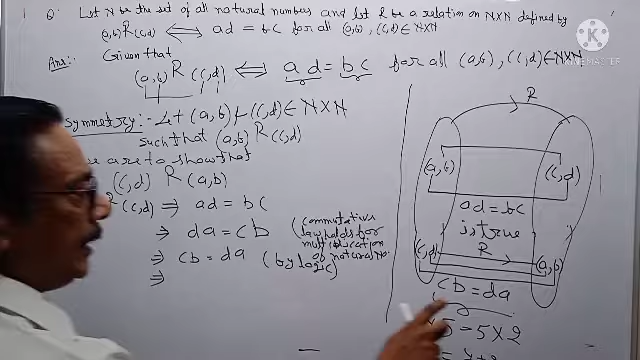 Q: Let N be the set of all natural numbers and let R be a relation on N×N defined by
(a,b)R(c,d) ⟺ ad = bc for all (a,b), (c,d) ∈ N×N
Ans: Given that
(a,b) R (c,d) ⟺ ad = bc for all (a,b), (c,d) ∈ N×N
Symmetry:- Let (a,b) (c,d) ∈ N×N
such that (a,b) R (c,d)
are to show that
(c,d) R (a,b)
R (c,d) ⇒ ad = bc
⇒ da = cb (commutative law holds for multiplication of natural No.
⇒ cb = da (by logic)
⇒
R
(a,b) (c,d)
ad = bc
is true
R
(c,d) (a,b)
cb = da
5 = 5×2
KINEMASTER